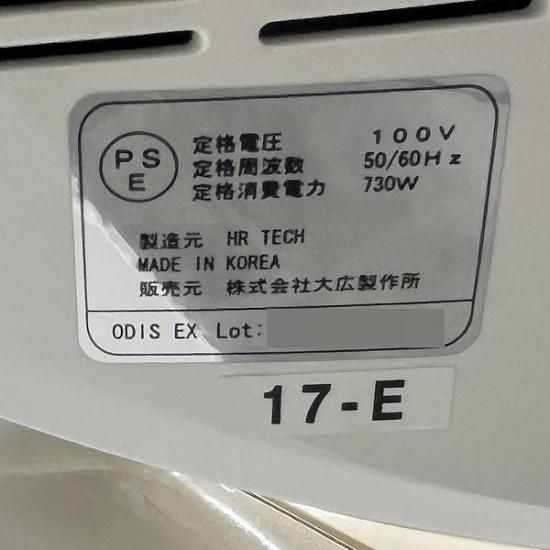 PS
E
定格電圧 100V
定格周波数 50/60Hz
定格消費電力 730W
製造元 HR TECH
MADE IN KOREA
販売元 株式会社大広製作所
ODIS EX Lot:
17-E